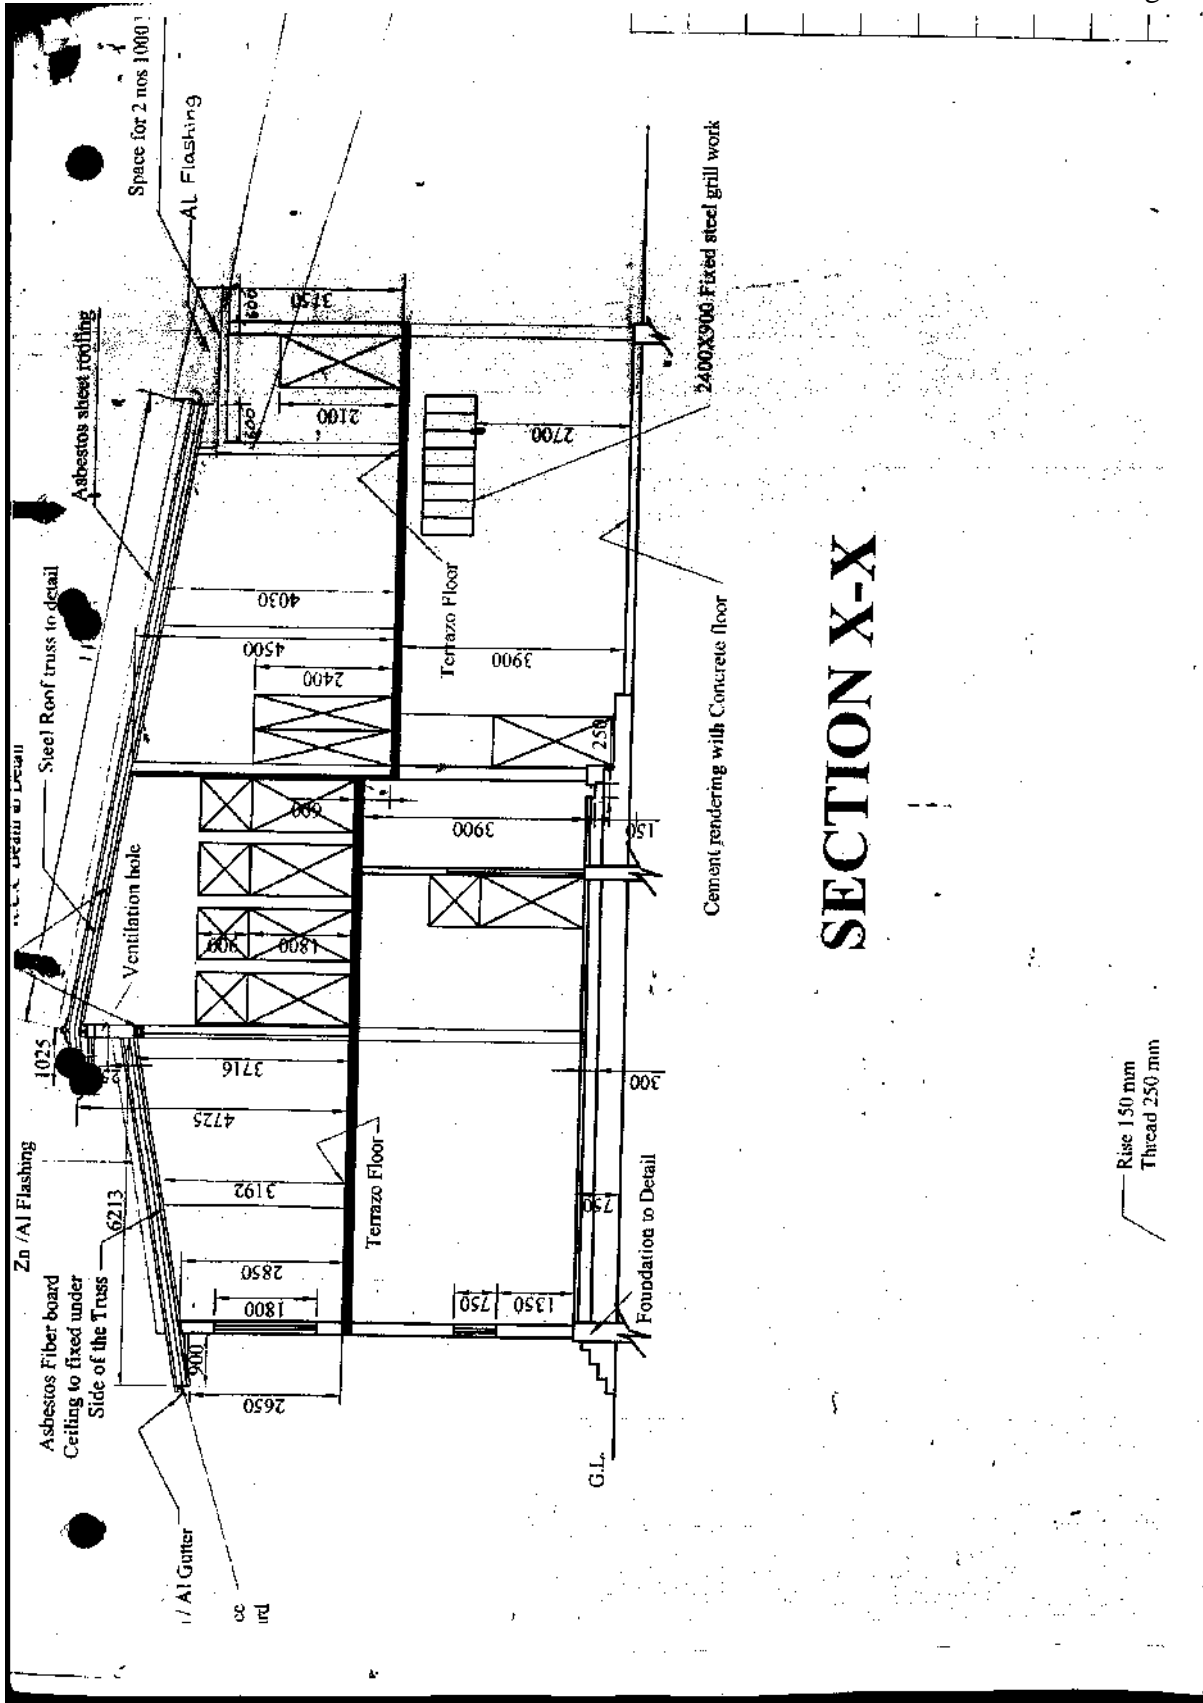 Space for 2 nos 1000
AL Flashing
Asbestos sheet roofing
Steel Roof truss to detail
Ventilation hole
1025
Zn /Al Flashing
6213
Asbestos Fiber board
Ceiling to fixed under
Side of the Truss
/ Al Gutter
G.L.
900
2650
1800
2850
3192
4725
3716
Terrazo Floor
750
1350
750
Foundation to Detail
300
900
1800
600
3900
150
250
4500
2400
4030
Terrazo Floor
3900
2100
600
600
3150
2700
2400X900 Fixed steel grill work
Cement rendering with Concrete floor
SECTION X-X
Rise 150 mm
Thread 250 mm